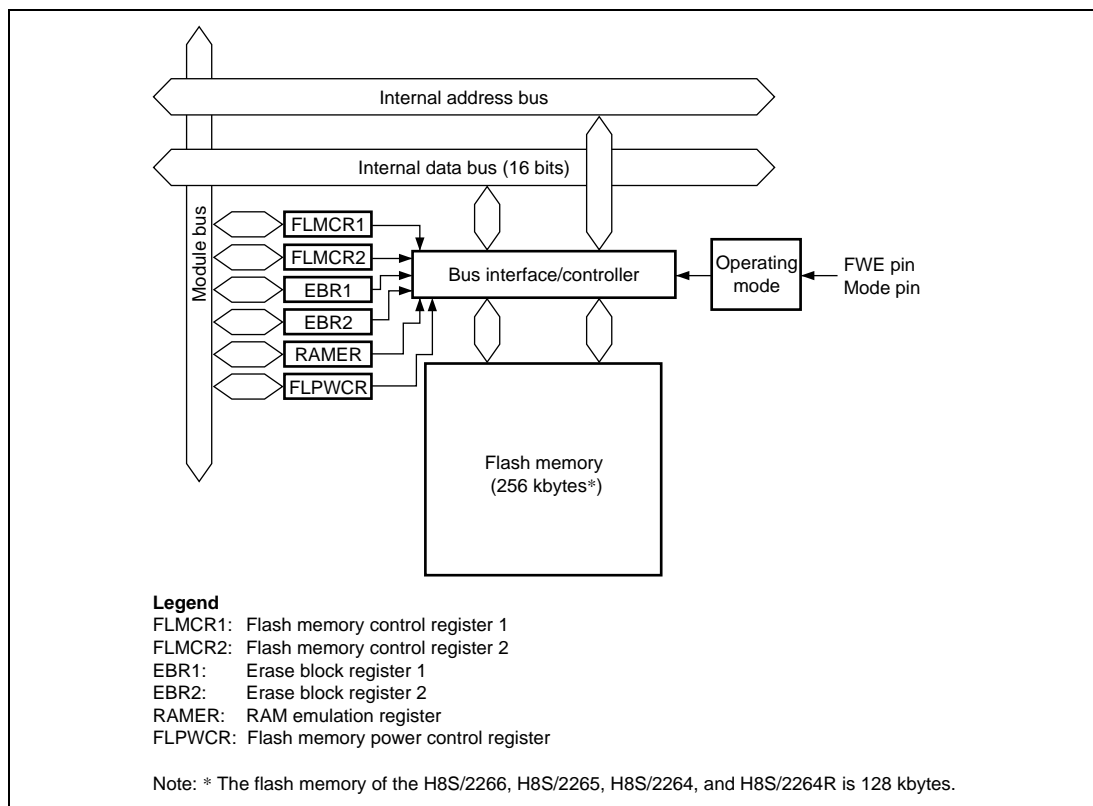 Internal address bus
Internal data bus (16 bits)
Module bus
FLMCR1
FLMCR2
EBR1
EBR2
RAMER
FLPWCR
Bus interface/controller
Operating
mode
FWE pin
Mode pin
Flash memory
(256 kbytes*)
Legend
FLMCR1: Flash memory control register 1
FLMCR2: Flash memory control register 2
EBR1: Erase block register 1
EBR2: Erase block register 2
RAMER: RAM emulation register
FLPWCR: Flash memory power control register
Note: * The flash memory of the H8S/2266, H8S/2265, H8S/2264, and H8S/2264R is 128 kbytes.